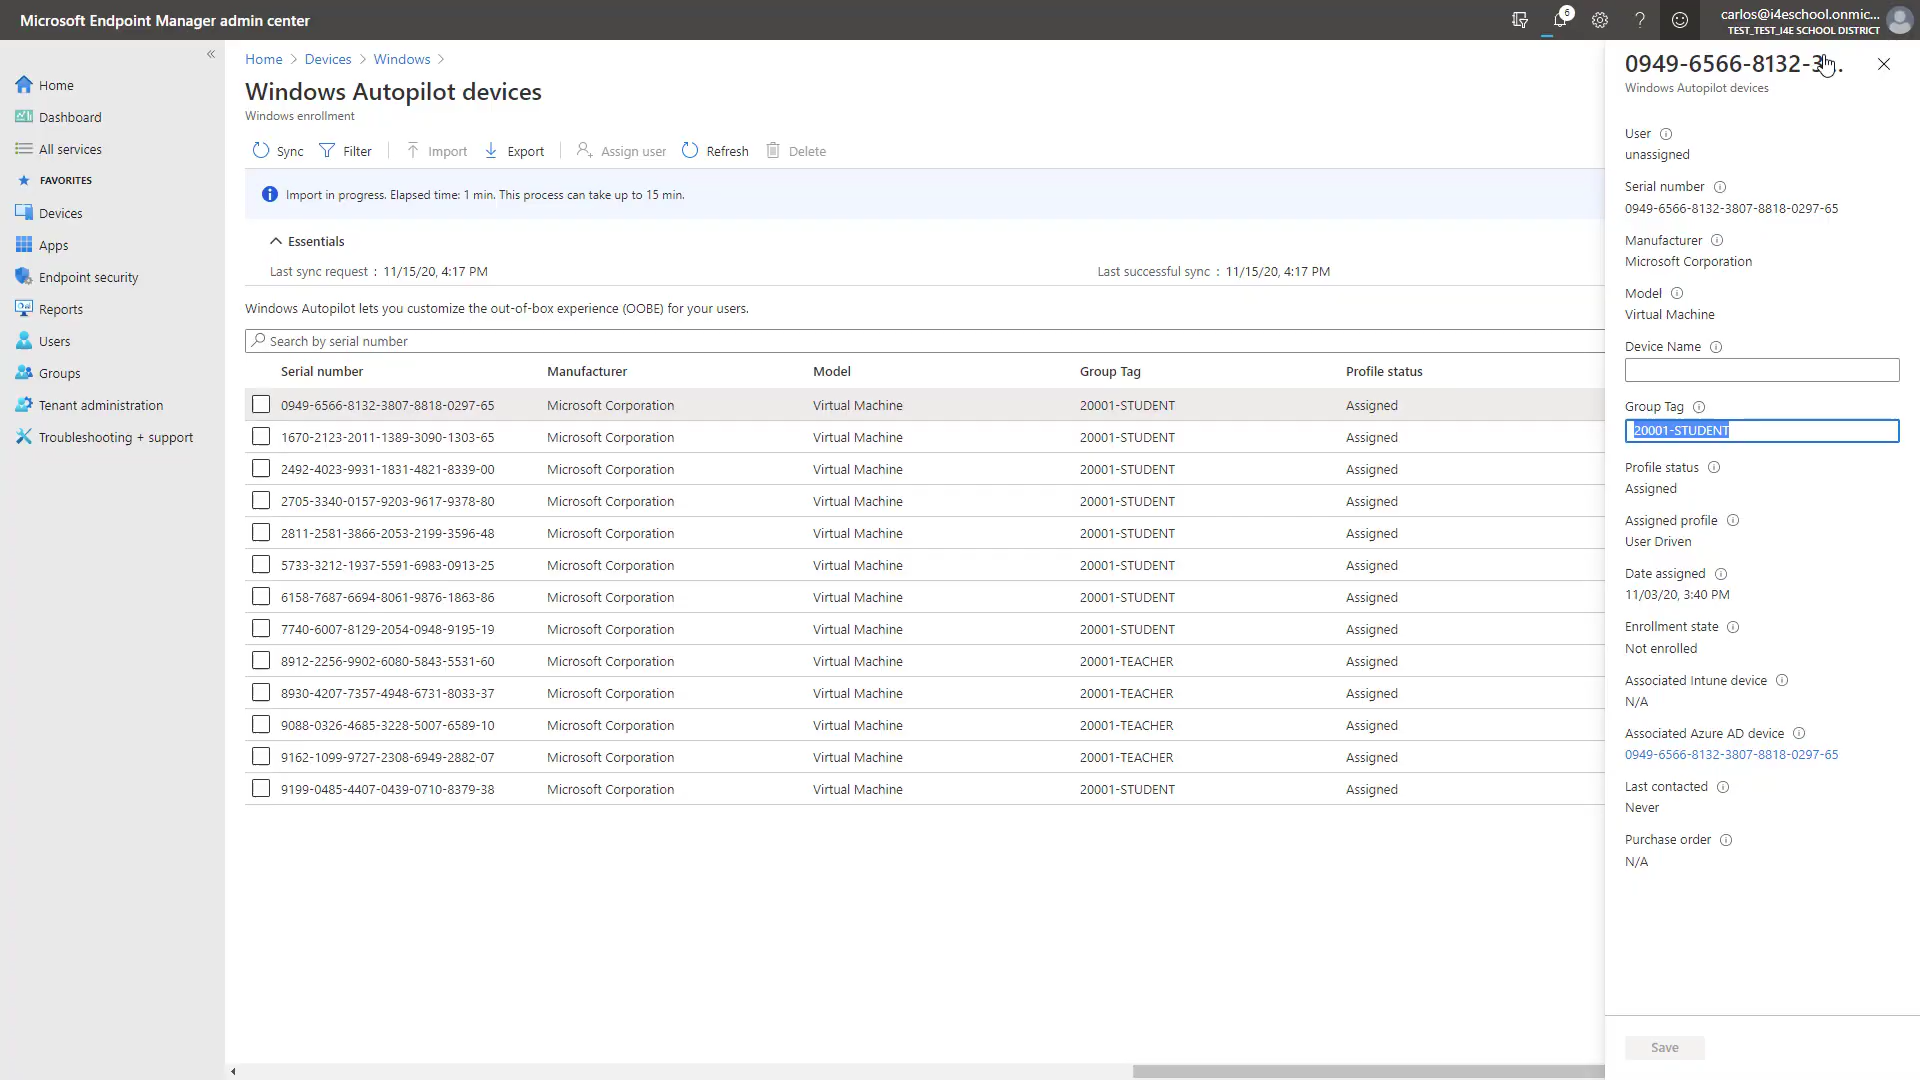 Microsoft Endpoint Manager admin center
6
carlos@i4eschool.onmic...
TEST_TEST_I4E SCHOOL DISTRICT
Home
Dashboard
All services
FAVORITES
Devices
Apps
Endpoint security
Reports
Users
Groups
Tenant administration
Troubleshooting + support
Home > Devices > Windows >
Windows Autopilot devices
Windows enrollment
Sync Filter Import Export Assign user Refresh Delete
Import in progress. Elapsed time: 1 min. This process can take up to 15 min.
Essentials
Last sync request : 11/15/20, 4:17 PM Last successful sync : 11/15/20, 4:17 PM
Windows Autopilot lets you customize the out-of-box experience (OOBE) for your users.
Search by serial number
Serial number Manufacturer Model Group Tag Profile status
0949-6566-8132-3807-8818-0297-65 Microsoft Corporation Virtual Machine 20001-STUDENT Assigned
1670-2123-2011-1389-3090-1303-65 Microsoft Corporation Virtual Machine 20001-STUDENT Assigned
2492-4023-9931-1831-4821-8339-00 Microsoft Corporation Virtual Machine 20001-STUDENT Assigned
2705-3340-0157-9203-9617-9378-80 Microsoft Corporation Virtual Machine 20001-STUDENT Assigned
2811-2581-3866-2053-2199-3596-48 Microsoft Corporation Virtual Machine 20001-STUDENT Assigned
5733-3212-1937-5591-6983-0913-25 Microsoft Corporation Virtual Machine 20001-STUDENT Assigned
6158-7687-6694-8061-9876-1863-86 Microsoft Corporation Virtual Machine 20001-STUDENT Assigned
7740-6007-8129-2054-0948-9195-19 Microsoft Corporation Virtual Machine 20001-STUDENT Assigned
8912-2256-9902-6080-5843-5531-60 Microsoft Corporation Virtual Machine 20001-TEACHER Assigned
8930-4207-7357-4948-6731-8033-37 Microsoft Corporation Virtual Machine 20001-TEACHER Assigned
9088-0326-4685-3228-5007-6589-10 Microsoft Corporation Virtual Machine 20001-TEACHER Assigned
9162-1099-9727-2308-6949-2882-07 Microsoft Corporation Virtual Machine 20001-TEACHER Assigned
9199-0485-4407-0439-0710-8379-38 Microsoft Corporation Virtual Machine 20001-STUDENT Assigned
0949-6566-8132-3...
Windows Autopilot devices
User
unassigned
Serial number
0949-6566-8132-3807-8818-0297-65
Manufacturer
Microsoft Corporation
Model
Virtual Machine
Device Name
Group Tag
20001-STUDENT
Profile status
Assigned
Assigned profile
User Driven
Date assigned
11/03/20, 3:40 PM
Enrollment state
Not enrolled
Associated Intune device
N/A
Associated Azure AD device
0949-6566-8132-3807-8818-0297-65
Last contacted
Never
Purchase order
N/A
Save